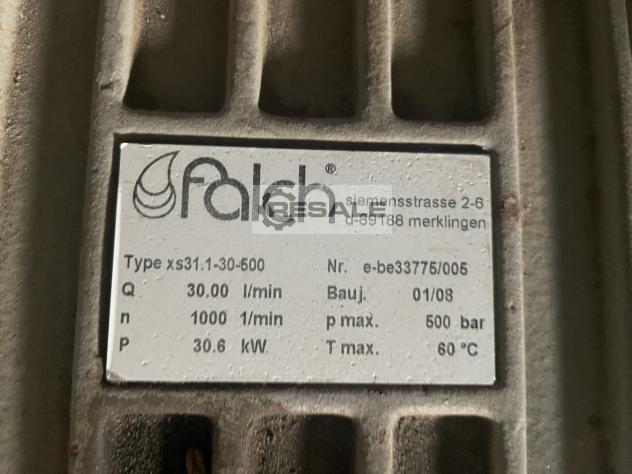 falch®
RESALE
siemensstrasse 2-6
d-89188 merklingen
Type xs31.1-30-500 Nr. e-be33775/005
Q 30.00 l/min Bauj. 01/08
n 1000 1/min p max. 500 bar
P 30.6 kW T max. 60 °C